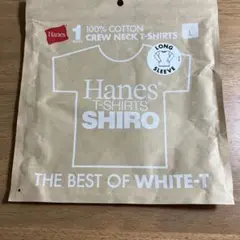 Hanes
1
100% COTTON
CREW NECK T-SHIRTS
L
LONG
SLEEVE
Hanes
T-SHIRTS
SHIRO
THE BEST OF WHITE-T